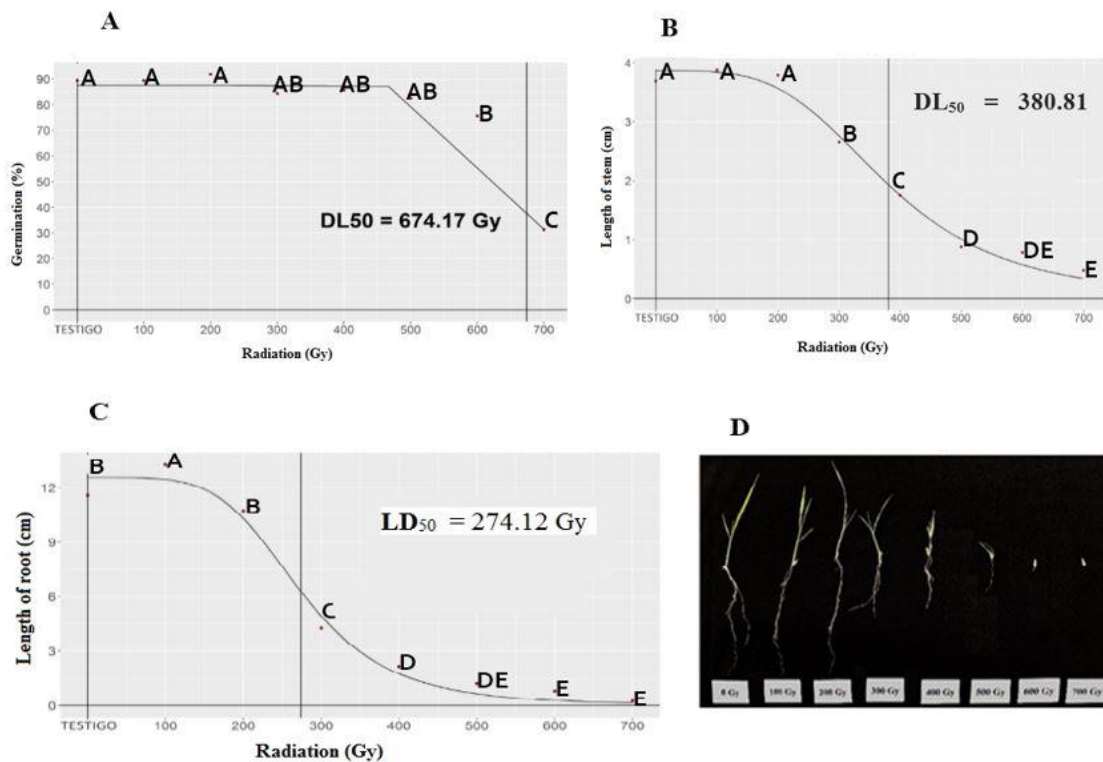 A
90
80
70
60
50
40
30
20
10
0
Germination (%)
A
A
A
AB
AB
AB
B
C
DL50 = 674.17 Gy
TESTIGO 100 200 300 400 500 600 700
Radiation (Gy)
B
4
3
2
1
0
Length of stem (cm)
A
A
A
B
C
D
DE
E
DL50 = 380.81
TESTIGO 100 200 300 400 500 600 700
Radiation (Gy)
C
12
9
6
3
0
Length of root (cm)
B
A
B
C
D
DE
E
E
LD50 = 274.12 Gy
TESTIGO 100 200 300 400 500 600 700
Radiation (Gy)
D
0 Gy 100 Gy 200 Gy 300 Gy 400 Gy 500 Gy 600 Gy 700 Gy